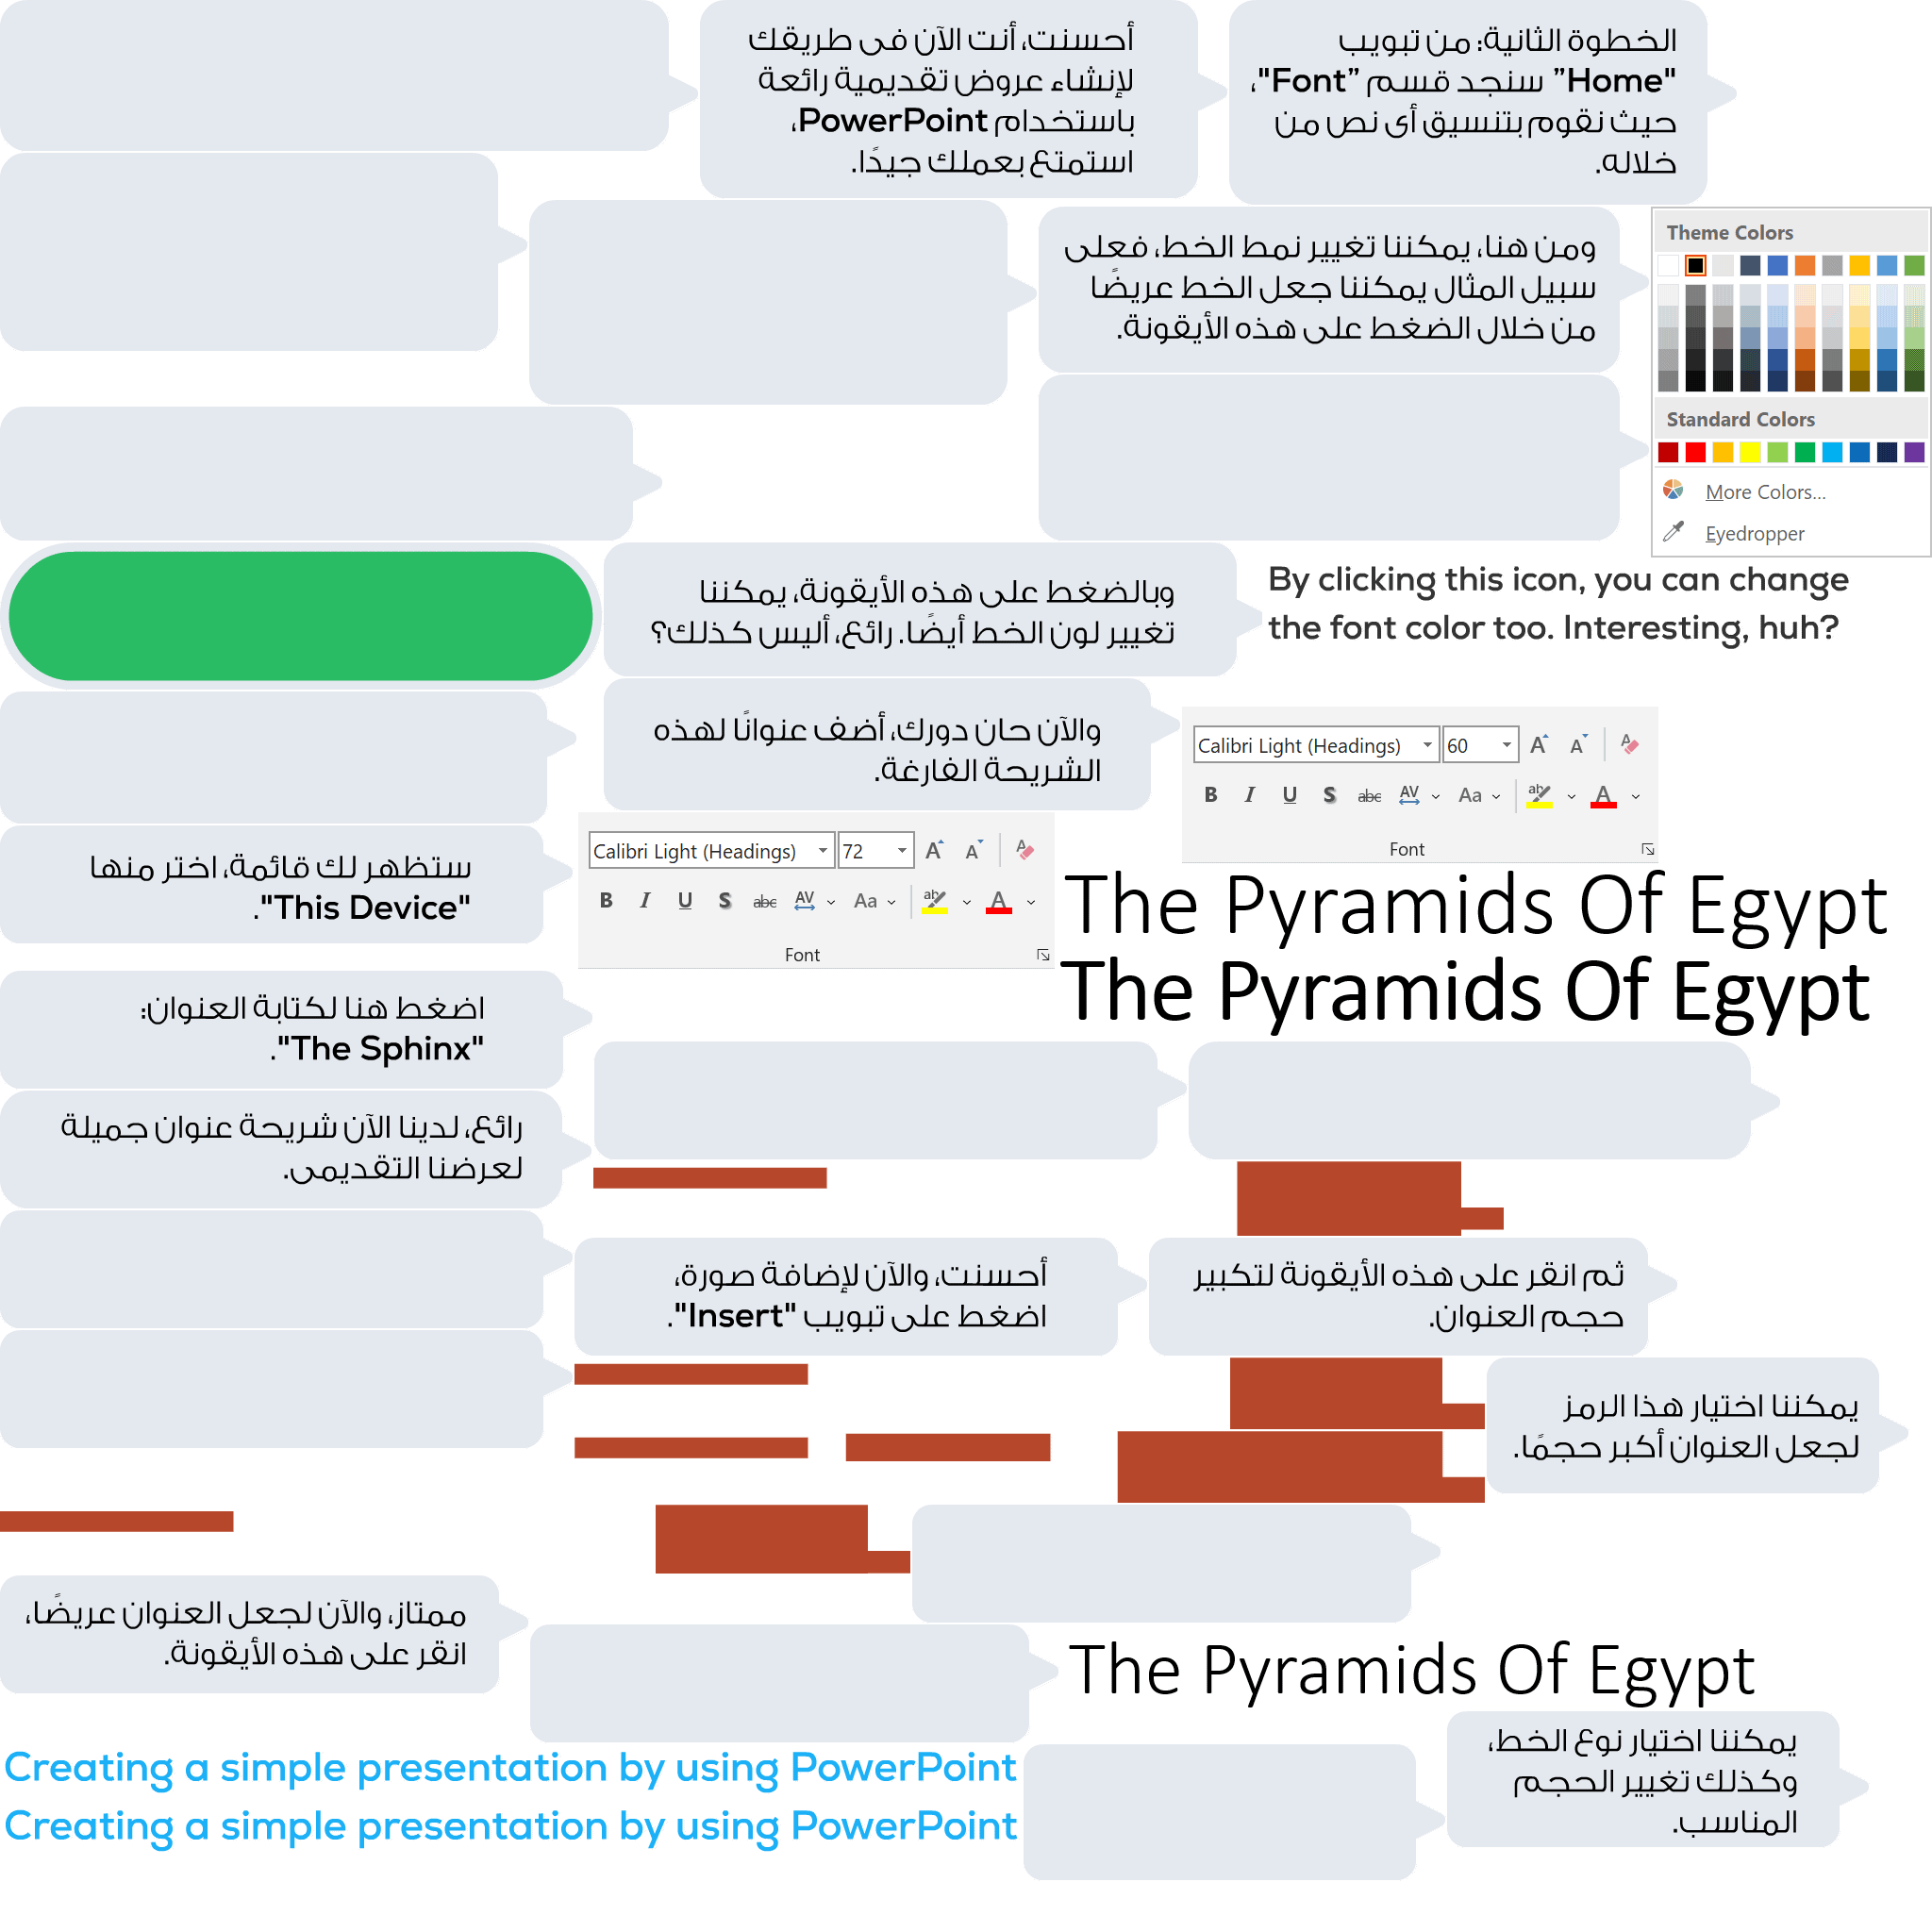 أحسنت، أنت الآن فى طريقك
لإنشاء عروض تقديمية رائعة
باستخدام PowerPoint،
استمتع بعملك جيدًا.
الخطوة الثانية: من تبويب
"Home” سنجد قسم ”Font"،
حيث نقوم بتنسيق أى نص من
خلاله.
ومن هنا، يمكننا تغيير نمط الخط، فعلى
سبيل المثال يمكننا جعل الخط عريضًا
من خلال الضغط على هذه الأيقونة.
Theme Colors
Standard Colors
More Colors...
Eyedropper
وبالضغط على هذه الأيقونة، يمكننا
تغيير لون الخط أيضًا. رائع، أليس كذلك؟
By clicking this icon, you can change
the font color too. Interesting, huh?
والآن حان دورك، أضف عنوانًا لهذه
الشريحة الفارغة.
Calibri Light (Headings) 60 A A A
B I U S abc AV Aa ab A
Font
ستظهر لك قائمة، اختر منها
"This Device".
Calibri Light (Headings) 72 A A A
B I U S abc AV Aa ab A
Font
The Pyramids Of Egypt
The Pyramids Of Egypt
اضغط هنا لكتابة العنوان:
"The Sphinx".
رائع، لدينا الآن شريحة عنوان جميلة
لعرضنا التقديمى.
أحسنت، والآن لإضافة صورة،
اضغط على تبويب "Insert".
ثم انقر على هذه الأيقونة لتكبير
حجم العنوان.
يمكننا اختيار هذا الرمز
لجعل العنوان أكبر حجمًا.
ممتاز، والآن لجعل العنوان عريضًا،
انقر على هذه الأيقونة.
The Pyramids Of Egypt
يمكننا اختيار نوع الخط،
وكذلك تغيير الحجم
المناسب.
Creating a simple presentation by using PowerPoint
Creating a simple presentation by using PowerPoint